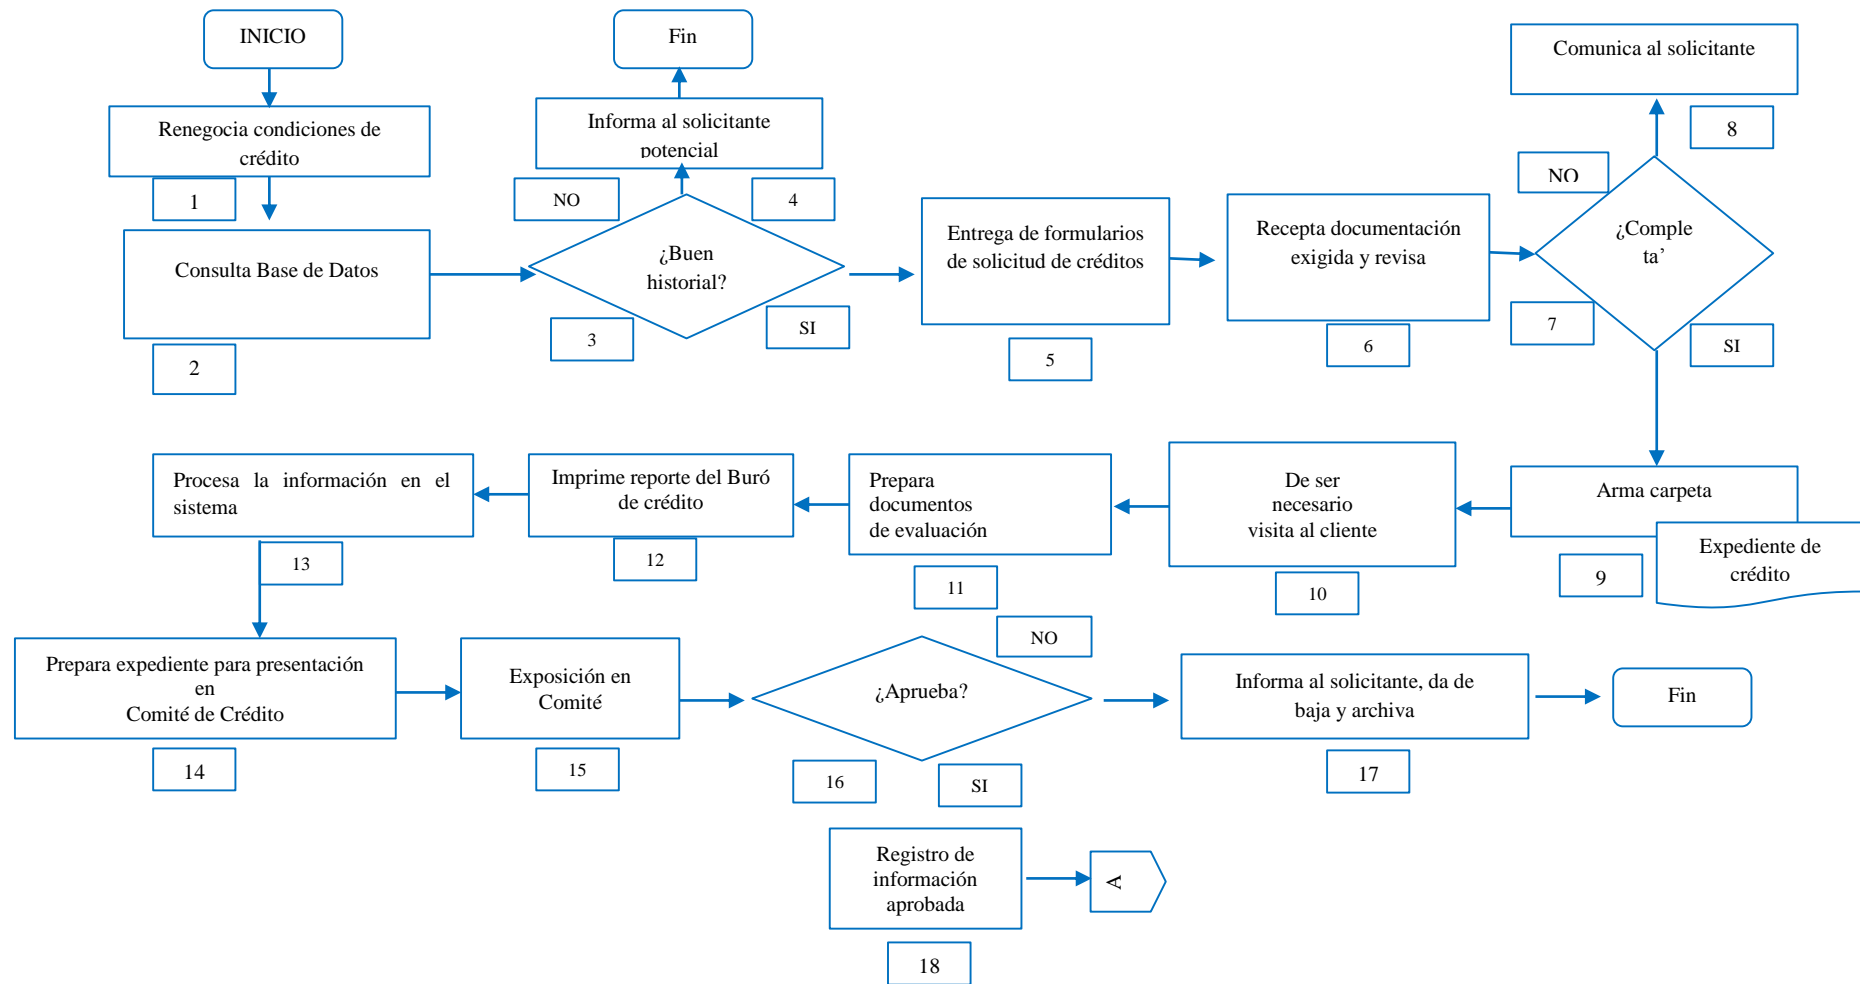 INICIO
Fin
Comunica al solicitante
Renegocia condiciones de
crédito
Informa al solicitante
potencial
8
1
NO
4
NO
Consulta Base de Datos
¿Buen
historial?
Entrega de formularios
de solicitud de créditos
Recepta documentación
exigida y revisa
¿Comple
ta’
2
3
SI
5
6
7
SI
Procesa la información en el
sistema
Imprime reporte del Buró
de crédito
Prepara
documentos
de evaluación
De ser
necesario
visita al cliente
Arma carpeta
Expediente de
crédito
13
12
11
10
9
NO
Prepara expediente para presentación
en
Comité de Crédito
Exposición en
Comité
¿Aprueba?
Informa al solicitante, da de
baja y archiva
Fin
14
15
16
SI
17
Registro de
información
aprobada
A
18